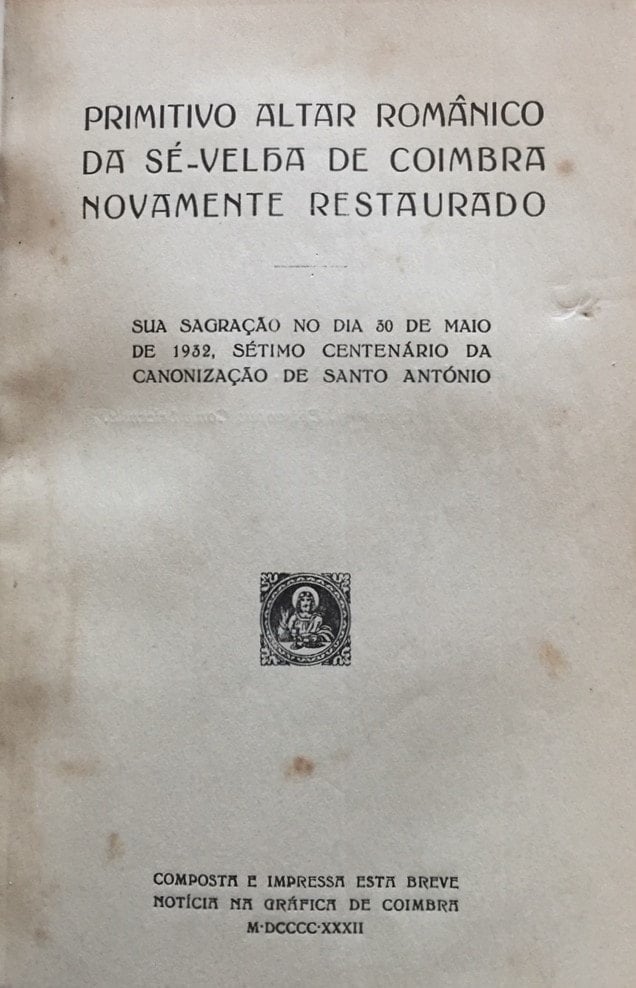 PRIMITIVO ALTAR ROMÂNICO
DA SÉ-VELHA DE COIMBRA
NOVAMENTE RESTAURADO
SUA SAGRAÇÃO NO DIA 30 DE MAIO
DE 1932, SÉTIMO CENTENÁRIO DA
CANONIZAÇÃO DE SANTO ANTÓNIO
COMPOSTA E IMPRESSA ESTA BREVE
NOTÍCIA NA GRÁFICA DE COIMBRA
M·DCCCC·XXXII